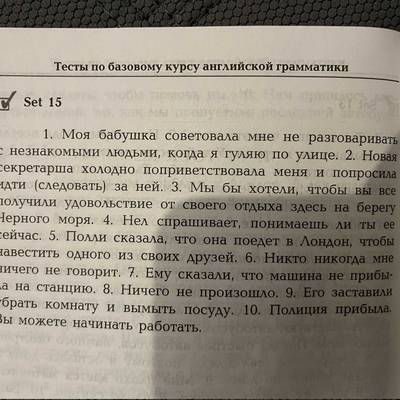 Тесты по базовому курсу английской грамматики
Set 15
1. Моя бабушка советовала мне не разговаривать
с незнакомыми людьми, когда я гуляю по улице. 2. Новая
секретарша холодно поприветствовала меня и попросила
идти (следовать) за ней. 3. Мы бы хотели, чтобы вы все
получили удовольствие от своего отдыха здесь на берегу
Черного моря. 4. Нел спрашивает, понимаешь ли ты ее
сейчас. 5. Полли сказала, что она поедет в Лондон, чтобы
навестить одного из своих друзей. 6. Никто никогда мне
ничего не говорит. 7. Ему сказали, что машина не прибы-
ла на станцию. 8. Ничего не произошло. 9. Его заставили
убрать комнату и вымыть посуду. 10. Полиция прибыла.
Вы можете начинать работать.